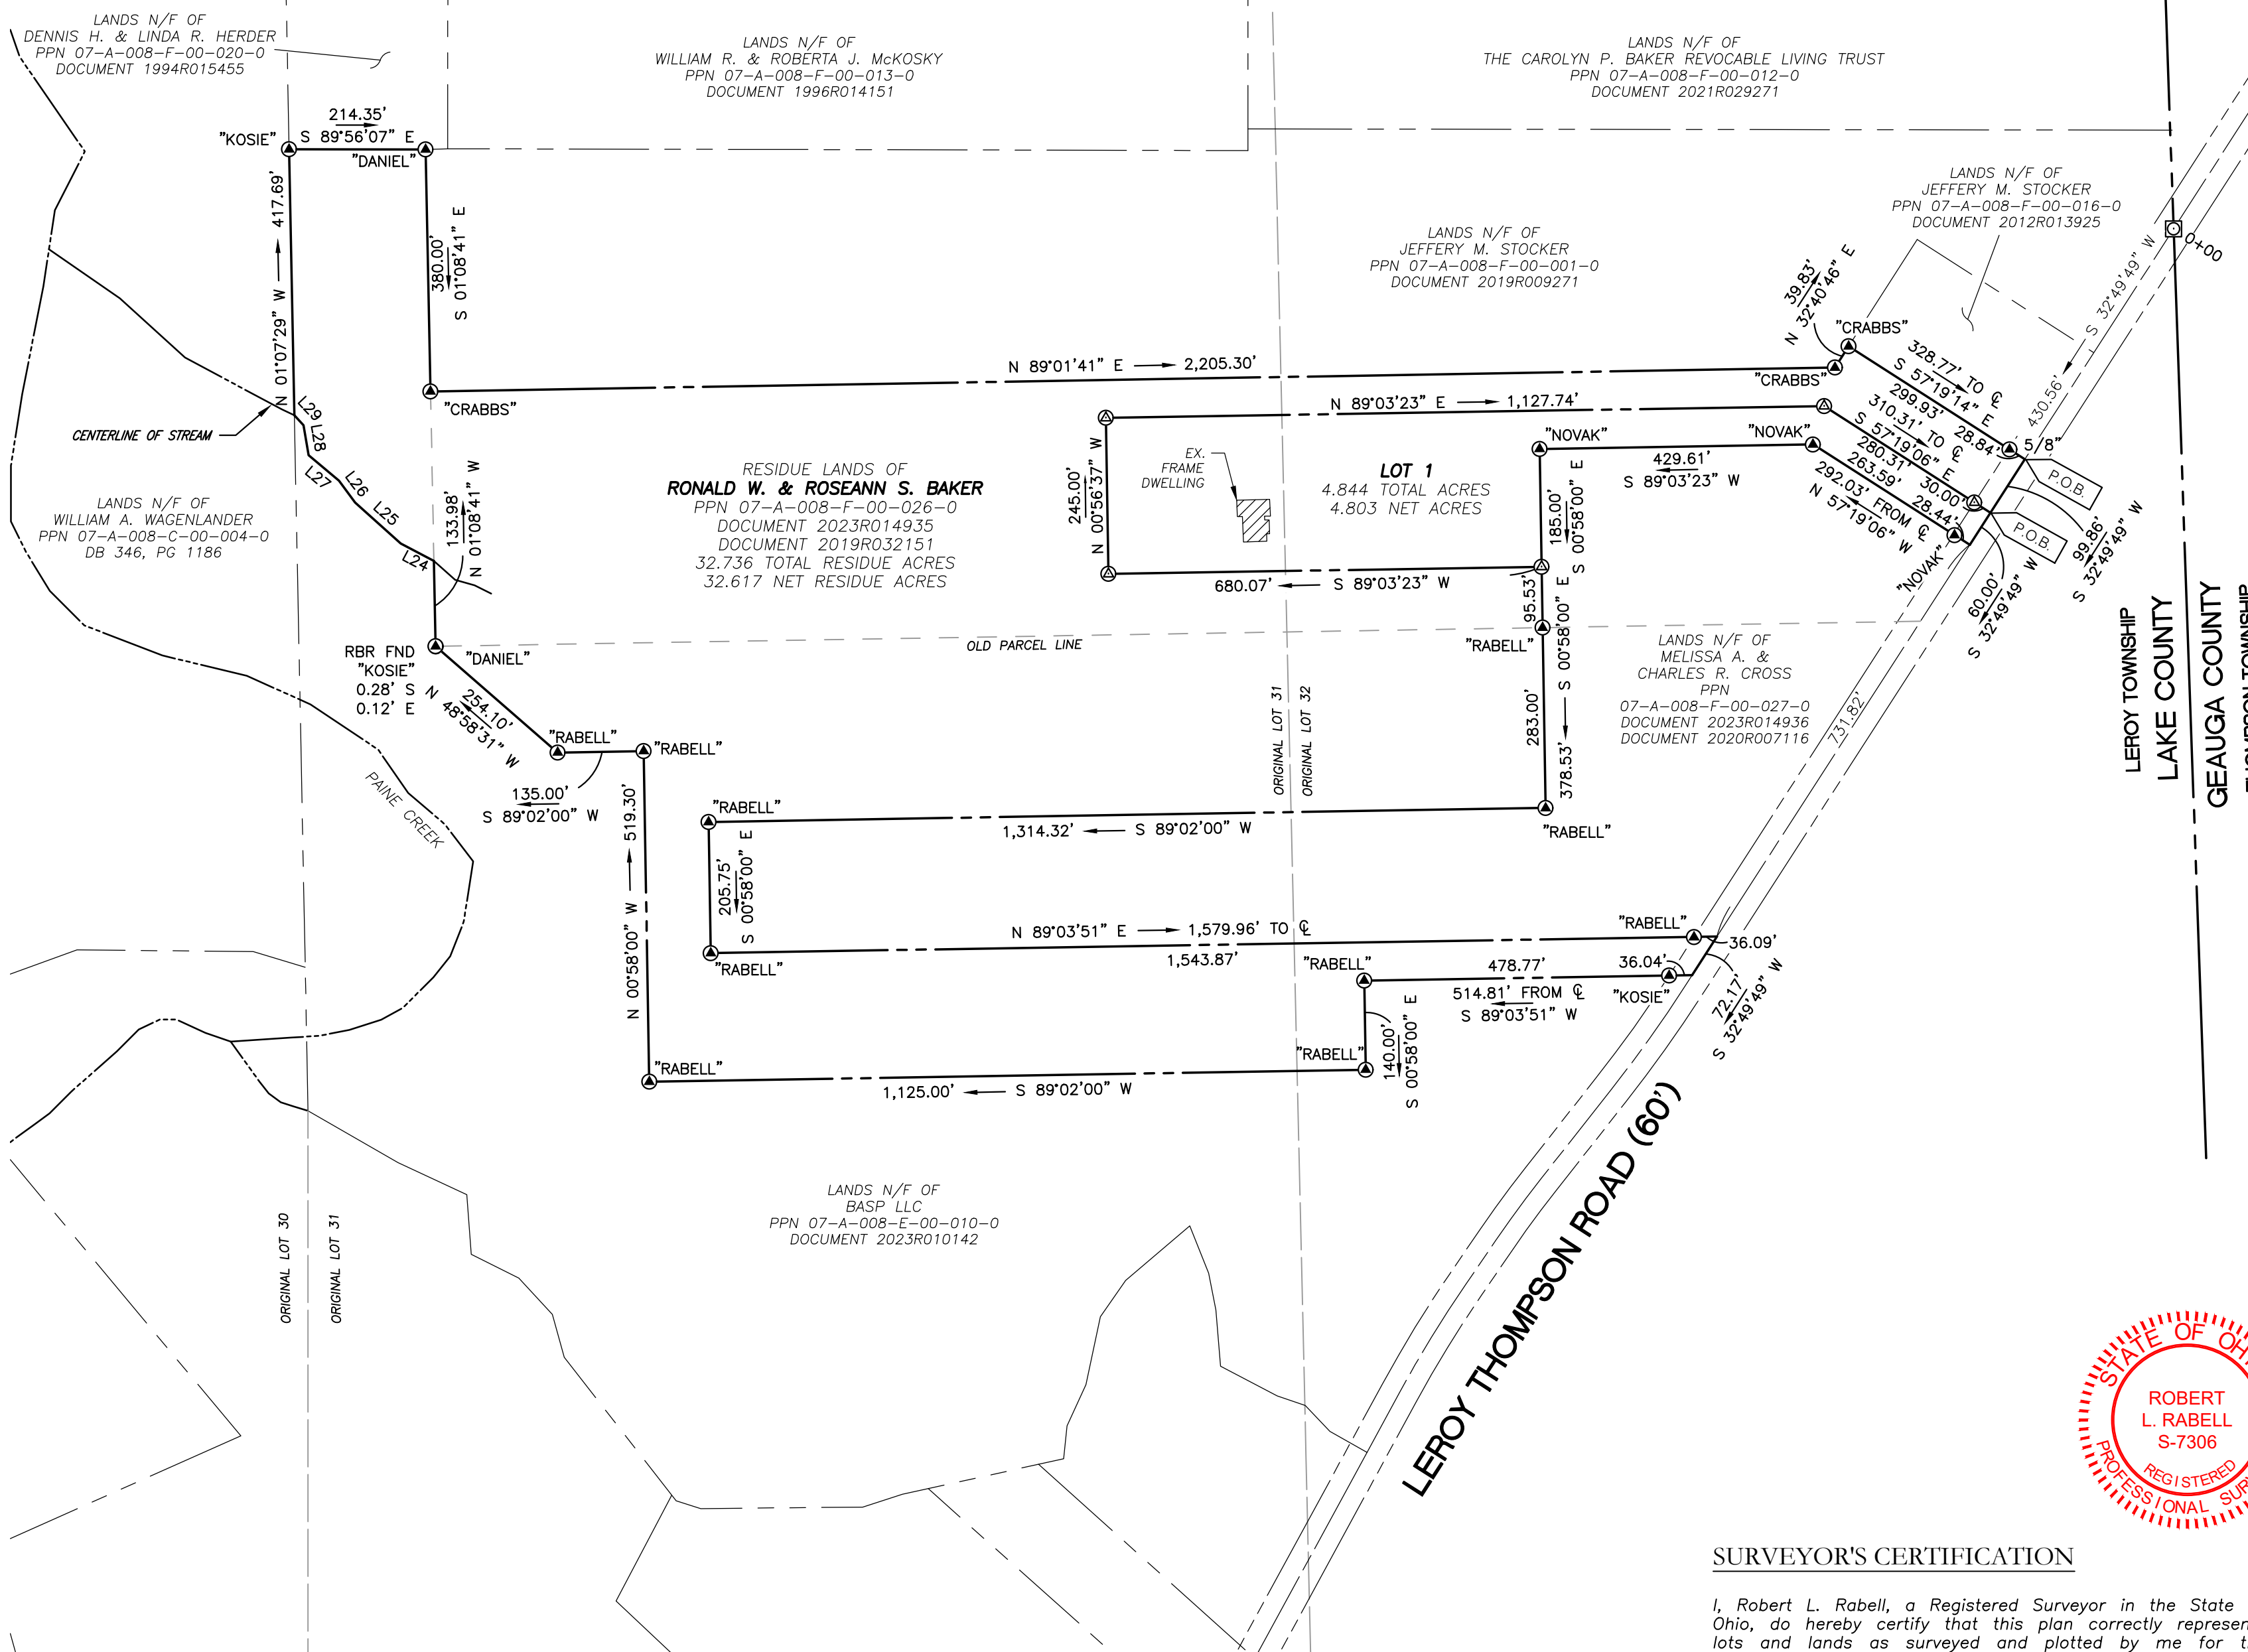 LANDS N/F OF
DENNIS H. & LINDA R. HERDER
PPN 07-A-008-F-00-020-0
DOCUMENT 1994R015455
LANDS N/F OF
WILLIAM R. & ROBERTA J. McKOSKY
PPN 07-A-008-F-00-013-0
DOCUMENT 1996R014151
LANDS N/F OF
THE CAROLYN P. BAKER REVOCABLE LIVING TRUST
PPN 07-A-008-F-00-012-0
DOCUMENT 2021R029271
214.35'
S 89°56'07" E
"KOSIE"
"DANIEL"
N 01°07'29" W 417.69'
380.00'
S 01°08'41" E
LANDS N/F OF
JEFFERY M. STOCKER
PPN 07-A-008-F-00-016-0
DOCUMENT 2012R013925
LANDS N/F OF
JEFFERY M. STOCKER
PPN 07-A-008-F-00-001-0
DOCUMENT 2019R009271
0+00
S 32°49'49" W
430.56'
39.83'
N 32°40'46" E
"CRABBS"
"CRABBS"
"CRABBS"
N 89°01'41" E 2,205.30'
328.77' TO ℄
S 57°19'14" E
299.93'
28.84'
5/8"
310.31' TO ℄
S 57°19'06" E
280.31'
30.00'
263.59'
28.44'
292.03' FROM ℄
N 57°19'06" W
P.O.B.
P.O.B.
99.86
S 32°49'49" W
60.00'
S 32°49'49" W
"NOVAK"
"NOVAK"
"NOVAK"
N 89°03'23" E 1,127.74'
429.61'
S 89°03'23" W
CENTERLINE OF STREAM
L29
L28
L27
L26
L25
L24
LANDS N/F OF
WILLIAM A. WAGENLANDER
PPN 07-A-008-C-00-004-0
DB 346, PG 1186
133.98'
N 01°08'41" W
RESIDUE LANDS OF
RONALD W. & ROSEANN S. BAKER
PPN 07-A-008-F-00-026-0
DOCUMENT 2023R014935
DOCUMENT 2019R032151
32.736 TOTAL RESIDUE ACRES
32.617 NET RESIDUE ACRES
245.00'
N 00°56'37" W
EX.
FRAME
DWELLING
LOT 1
4.844 TOTAL ACRES
4.803 NET ACRES
185.00'
S 00°58'00" E
680.07' S 89°03'23" W
95.53'
OLD PARCEL LINE
"RABELL"
283.00'
378.53' S 00°58'00" E
LANDS N/F OF
MELISSA A. &
CHARLES R. CROSS
PPN
07-A-008-F-00-027-0
DOCUMENT 2023R014936
DOCUMENT 2020R007116
731.82'
LEROY TOWNSHIP
LAKE COUNTY
GEAUGA COUNTY
RBR FND
"KOSIE"
0.28' S
0.12' E
"DANIEL"
254.10'
N 48°58'31" W
"RABELL"
"RABELL"
135.00'
S 89°02'00" W
PAINE CREEK
ORIGINAL LOT 31
ORIGINAL LOT 32
"RABELL"
1,314.32' S 89°02'00" W
"RABELL"
N 00°58'00" W 519.30'
205.75'
S 00°58'00" E
N 89°03'51" E 1,579.96' TO ℄
1,543.87'
"RABELL"
"RABELL"
36.09'
"RABELL"
478.77'
36.04'
514.81' FROM ℄
S 89°03'51" W
"KOSIE"
72.17'
S 32°49'49" W
"RABELL"
140.00'
S 00°58'00" E
"RABELL"
1,125.00' S 89°02'00" W
LEROY THOMPSON ROAD (60')
LANDS N/F OF
BASP LLC
PPN 07-A-008-E-00-010-0
DOCUMENT 2023R010142
ORIGINAL LOT 30
ORIGINAL LOT 31
STATE OF
ROBERT
L. RABELL
S-7306
REGISTERED
PROFESSIONAL
SURVEYOR'S CERTIFICATION
I, Robert L. Rabell, a Registered Surveyor in the State
Ohio, do hereby certify that this plan correctly
lots and lands as surveyed and plotted by me for